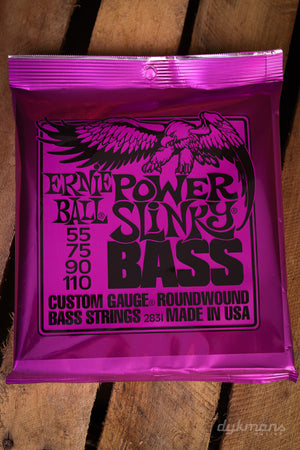 ERNIE BALL®
POWER SLINKY®
BASS
55
75
90
110
CUSTOM GAUGE® ROUNDWOUND
BASS STRINGS 2831 MADE IN USA
dykmans